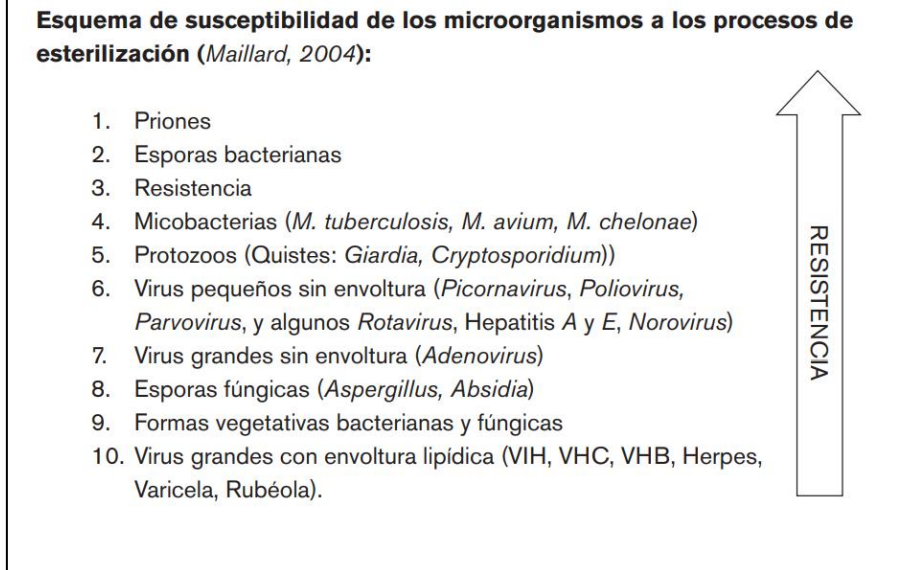 Esquema de susceptibilidad de los microorganismos a los procesos de
esterilización (Maillard, 2004):
1. Priones
2. Esporas bacterianas
3. Resistencia
4. Micobacterias (M. tuberculosis, M. avium, M. chelonae)
5. Protozoos (Quistes: Giardia, Cryptosporidium))
6. Virus pequeños sin envoltura (Picornavirus, Poliovirus,
Parvovirus, y algunos Rotavirus, Hepatitis A y E, Norovirus)
7. Virus grandes sin envoltura (Adenovirus)
8. Esporas fúngicas (Aspergillus, Absidia)
9. Formas vegetativas bacterianas y fúngicas
10. Virus grandes con envoltura lipídica (VIH, VHC, VHB, Herpes,
Varicela, Rubéola).
RESISTENCIA